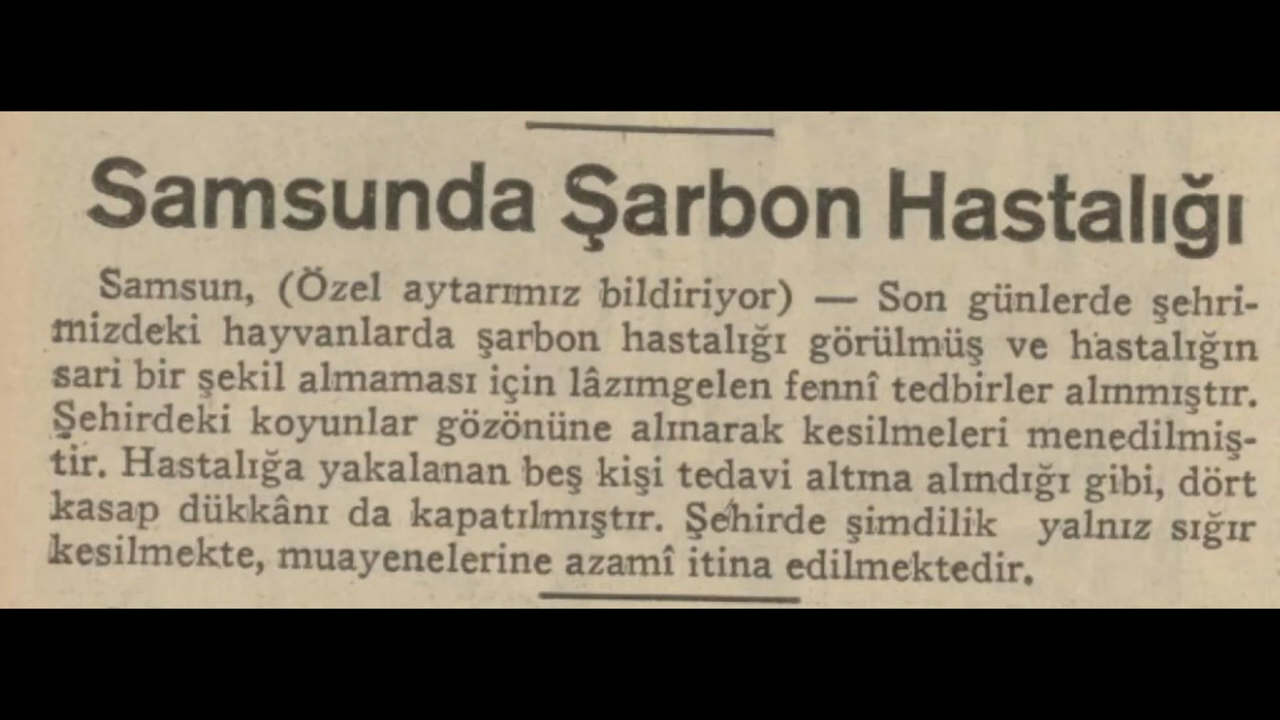 Samsunda Şarbon Hastalığı
Samsun, (Özel aytarımız bildiriyor) — Son günlerde şehri-
mizdeki hayvanlarda şarbon hastalığı görülmüş ve hastalığın
sari bir şekil almaması için lâzımgelen fennî tedbirler alınmıştır.
Şehirdeki koyunlar gözönüne alınarak kesilmeleri menedilmiş-
tir. Hastalığa yakalanan beş kişi tedavi altına alındığı gibi, dört
kasap dükkânı da kapatılmıştır. Şehirde şimdilik yalnız sığır
kesilmekte, muayenelerine azamî itina edilmektedir.